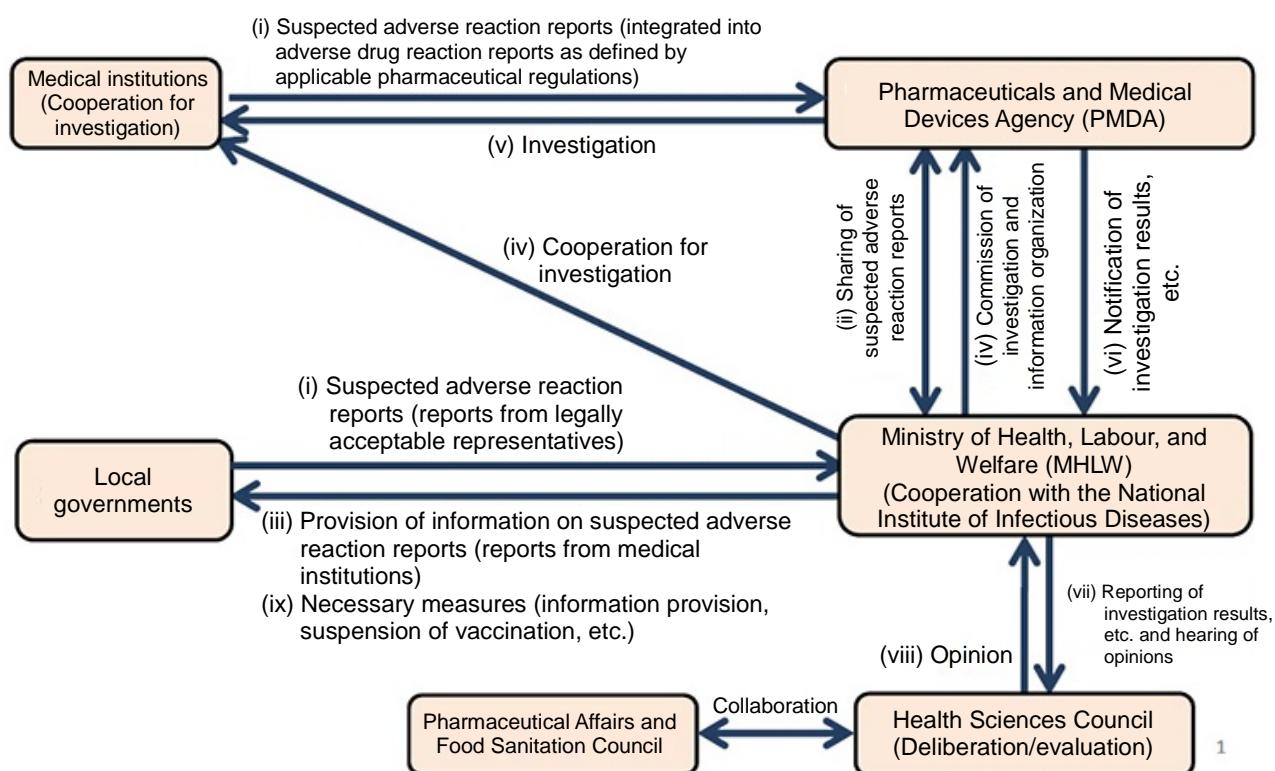 (i) Suspected adverse reaction reports (integrated into
adverse drug reaction reports as defined by
applicable pharmaceutical regulations)
Medical institutions
(Cooperation for
investigation)
Pharmaceuticals and Medical
Devices Agency (PMDA)
(v) Investigation
(iv) Cooperation for
investigation
(ii) Sharing of
suspected adverse
reaction reports
(iv) Commission of
investigation and
information organization
(vi) Notification of
investigation results,
etc.
(i) Suspected adverse reaction
reports (reports from legally
acceptable representatives)
Local
governments
Ministry of Health, Labour, and
Welfare (MHLW)
(Cooperation with the National
Institute of Infectious Diseases)
(iii) Provision of information on suspected adverse
reaction reports (reports from medical
institutions)
(ix) Necessary measures (information provision,
suspension of vaccination, etc.)
(vii) Reporting of
investigation results,
etc. and hearing of
opinions
(viii) Opinion
Pharmaceutical Affairs and
Food Sanitation Council
Collaboration
Health Sciences Council
(Deliberation/evaluation)
1